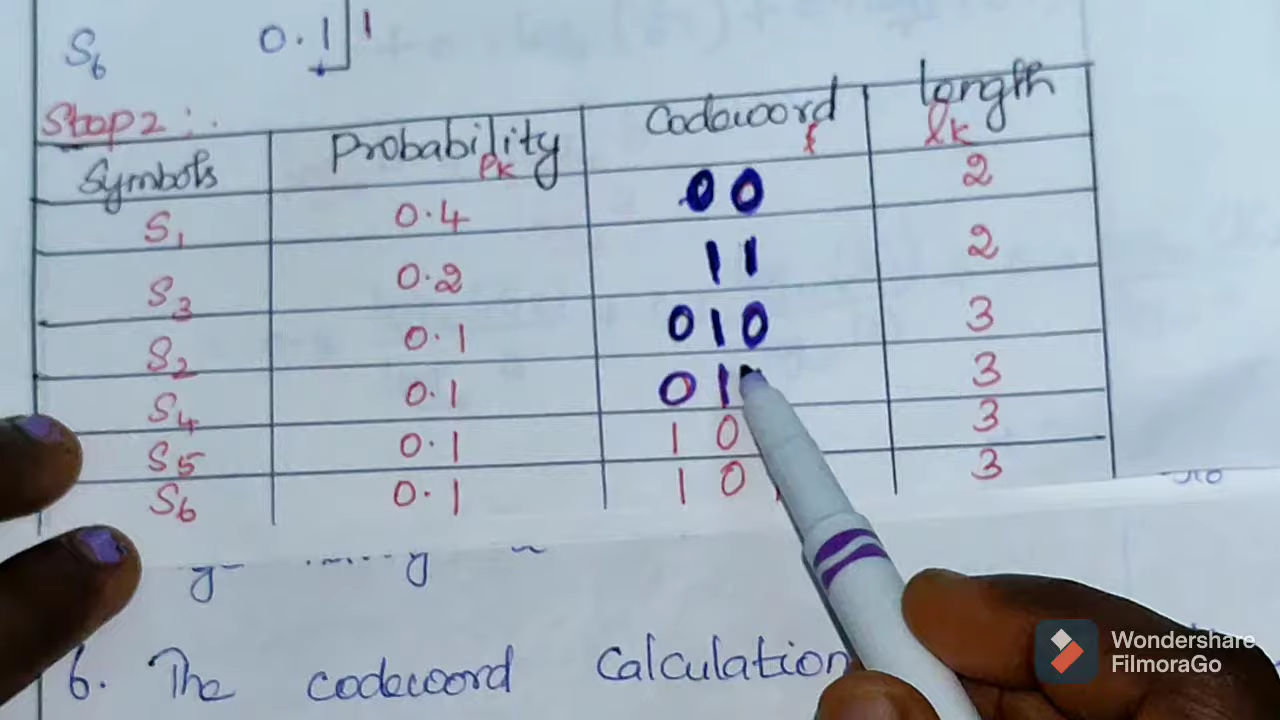 S6 0.1 1
Step 2 :.
Symbols Probability Pk Codeword length lk
S1 0.4 00 2
S3 0.2 11 2
S2 0.1 010 3
S4 0.1 01 3
S5 0.1 10 3
S6 0.1 10 3
6. The codeword Calculation
Wondershare
FilmoraGo